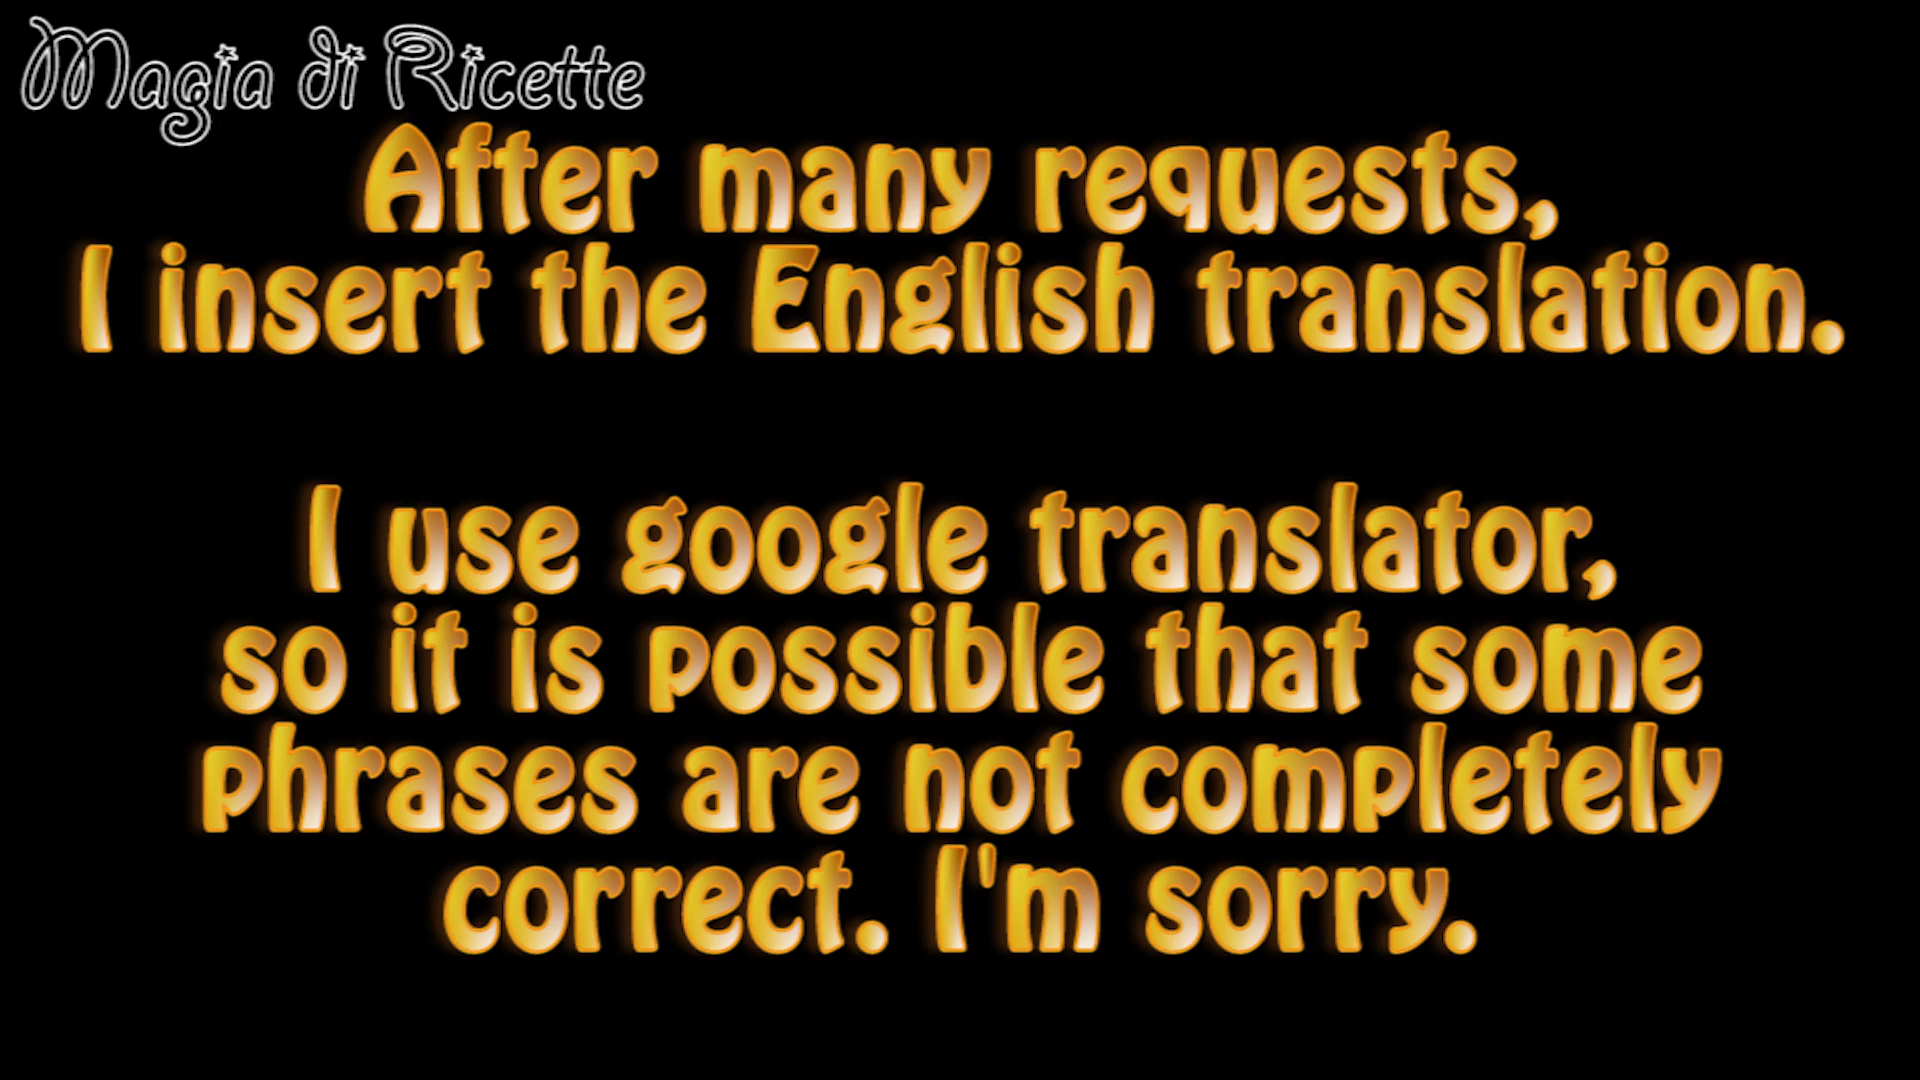 Magia di Ricette
After many requests,
I insert the English translation.
I use google translator,
so it is possible that some
phrases are not completely
correct. I'm sorry.